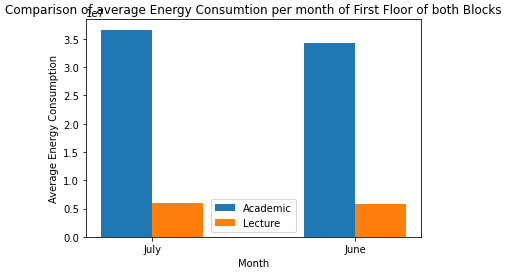 Comparison of average Energy Consumtion per month of First Floor of both Blocks
1e7
3.5
3.0
2.5
2.0
1.5
1.0
0.5
0.0
Average Energy Consumption
Academic
Lecture
July
June
Month